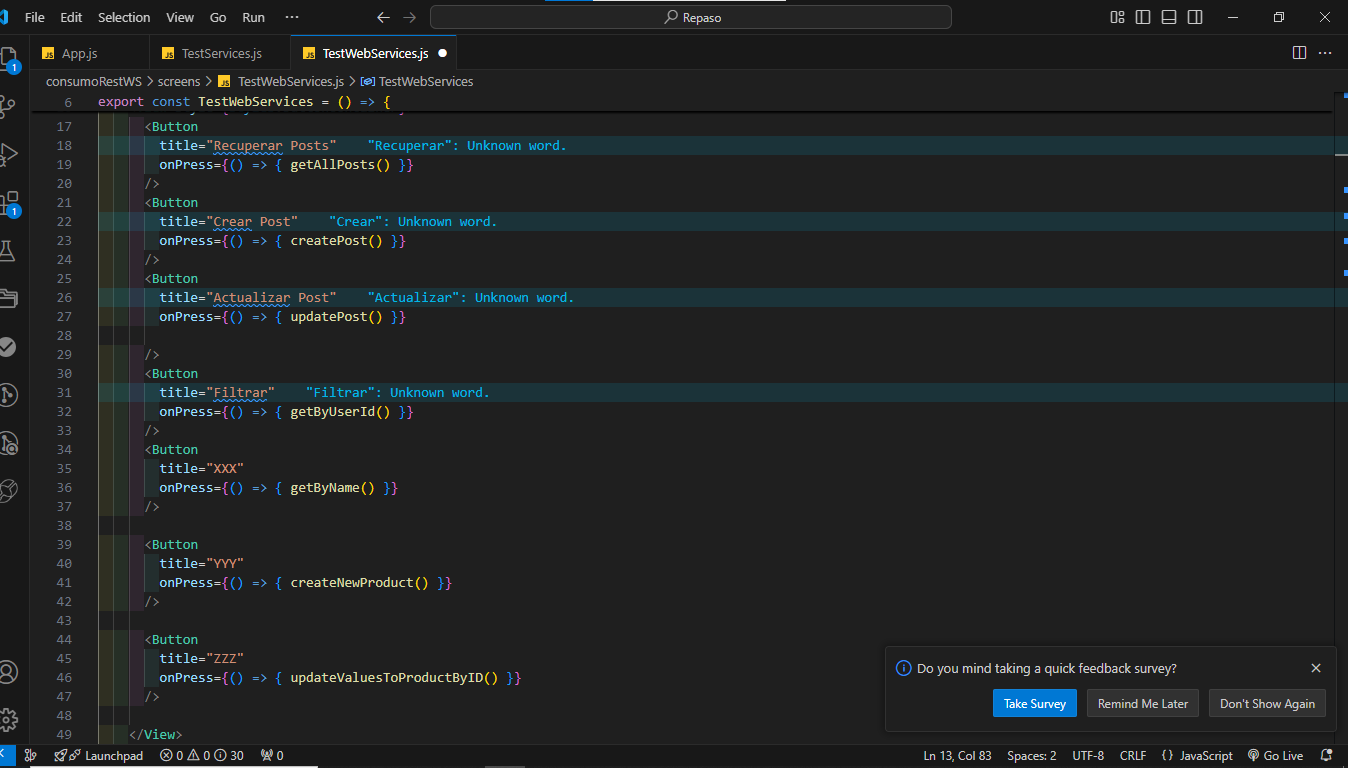 File Edit Selection View Go Run ··· Repaso
App.js TestServices.js TestWebServices.js
consumoRestWS > screens > TestWebServices.js > TestWebServices
6 export const TestWebServices = () => {
17 <Button
18 title="Recuperar Posts" "Recuperar": Unknown word.
19 onPress={() => { getAllPosts() }}
20 />
21 <Button
22 title="Crear Post" "Crear": Unknown word.
23 onPress={() => { createPost() }}
24 />
25 <Button
26 title="Actualizar Post" "Actualizar": Unknown word.
27 onPress={() => { updatePost() }}
28
29 />
30 <Button
31 title="Filtrar" "Filtrar": Unknown word.
32 onPress={() => { getByUserId() }}
33 />
34 <Button
35 title="XXX"
36 onPress={() => { getByName() }}
37 />
38
39 <Button
40 title="YYY"
41 onPress={() => { createNewProduct() }}
42 />
43
44 <Button
45 title="ZZZ"
46 onPress={() => { updateValuesToProductByID() }}
47 />
48
49 </View>
1
1
Do you mind taking a quick feedback survey?
Take Survey Remind Me Later Don't Show Again
Launchpad 0 0 30 0 Ln 13, Col 83 Spaces: 2 UTF-8 CRLF {} JavaScript Go Live